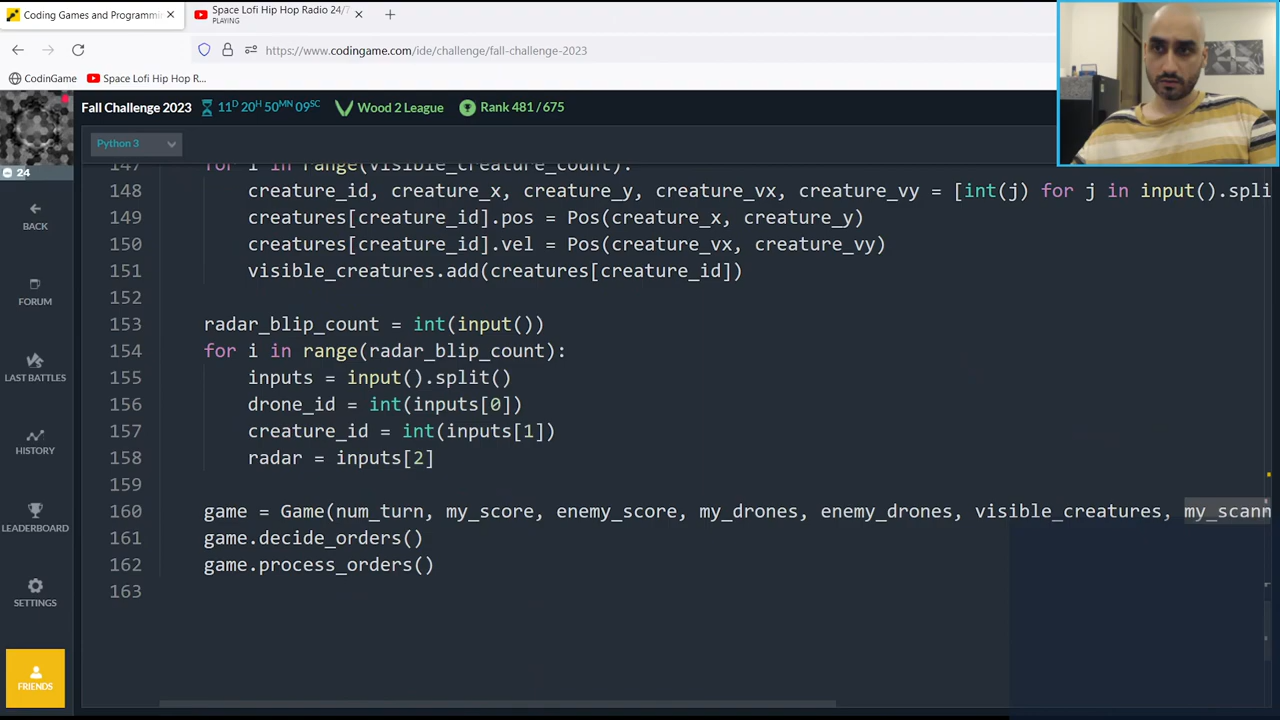 Coding Games and Programmin
Space Lofi Hip Hop Radio 24/7
PLAYING
https://www.codingame.com/ide/challenge/fall-challenge-2023
CodinGame
Space Lofi Hip Hop R...
Fall Challenge 2023
11D 20H 50MN 09SC
Wood 2 League
Rank 481 / 675
Python 3
24
BACK
FORUM
LAST BATTLES
HISTORY
LEADERBOARD
SETTINGS
FRIENDS
147 for i in range(visible_creature_count):
148 creature_id, creature_x, creature_y, creature_vx, creature_vy = [int(j) for j in input().spli
149 creatures[creature_id].pos = Pos(creature_x, creature_y)
150 creatures[creature_id].vel = Pos(creature_vx, creature_vy)
151 visible_creatures.add(creatures[creature_id])
152
153 radar_blip_count = int(input())
154 for i in range(radar_blip_count):
155 inputs = input().split()
156 drone_id = int(inputs[0])
157 creature_id = int(inputs[1])
158 radar = inputs[2]
159
160 game = Game(num_turn, my_score, enemy_score, my_drones, enemy_drones, visible_creatures, my_scann
161 game.decide_orders()
162 game.process_orders()
163